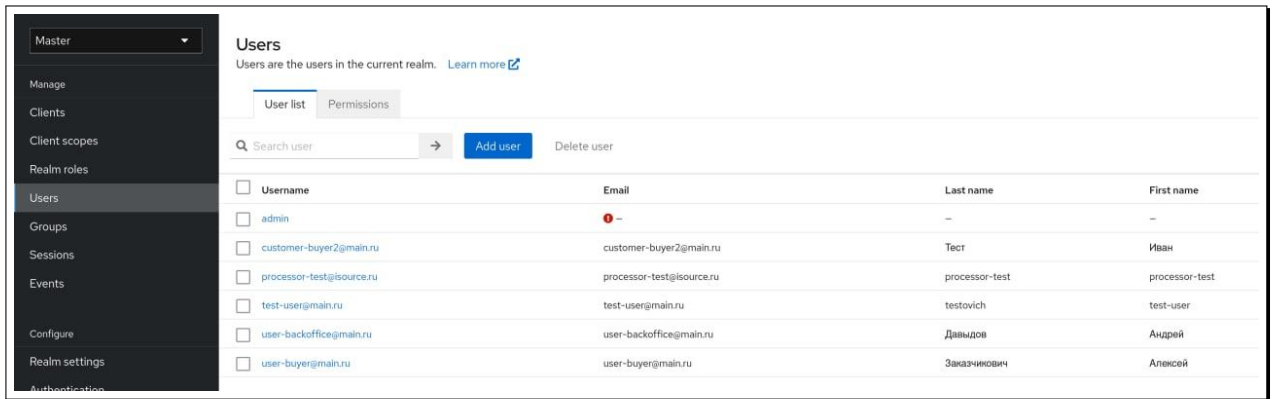 Master
Manage
Clients
Client scopes
Realm roles
Users
Groups
Sessions
Events
Configure
Realm settings
Authentication
Users
Users are the users in the current realm. Learn more
User list Permissions
Search user Add user Delete user
Username Email Last name First name
admin – – –
customer-buyer2@main.ru customer-buyer2@main.ru Тест Иван
processor-test@isource.ru processor-test@isource.ru processor-test processor-test
test-user@main.ru test-user@main.ru testovich test-user
user-backoffice@main.ru user-backoffice@main.ru Давыдов Андрей
user-buyer@main.ru user-buyer@main.ru Заказчикович Алексей